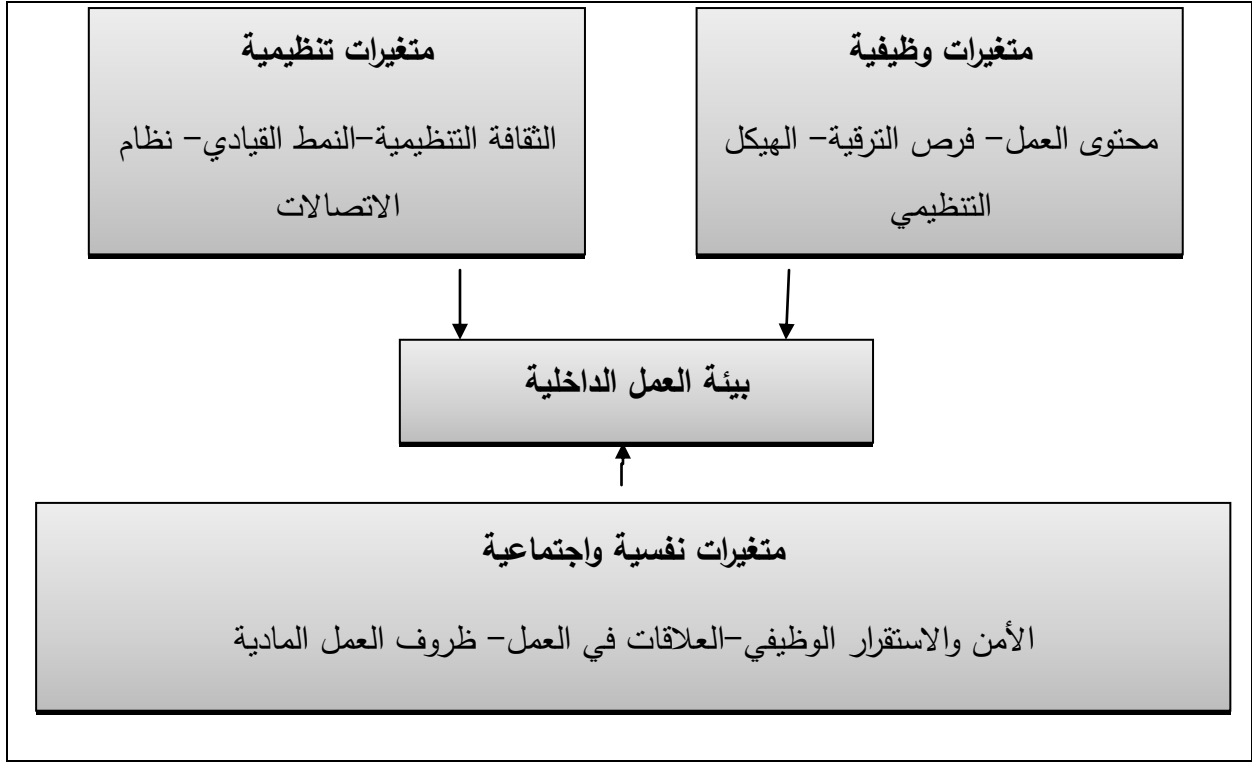 متغيرات وظيفية
محتوى العمل– فرص الترقية– الهيكل
التنظيمي
متغيرات تنظيمية
الثقافة التنظيمية–النمط القيادي– نظام
الاتصالات
بيئة العمل الداخلية
متغيرات نفسية واجتماعية
الأمن والاستقرار الوظيفي–العلاقات في العمل– ظروف العمل المادية